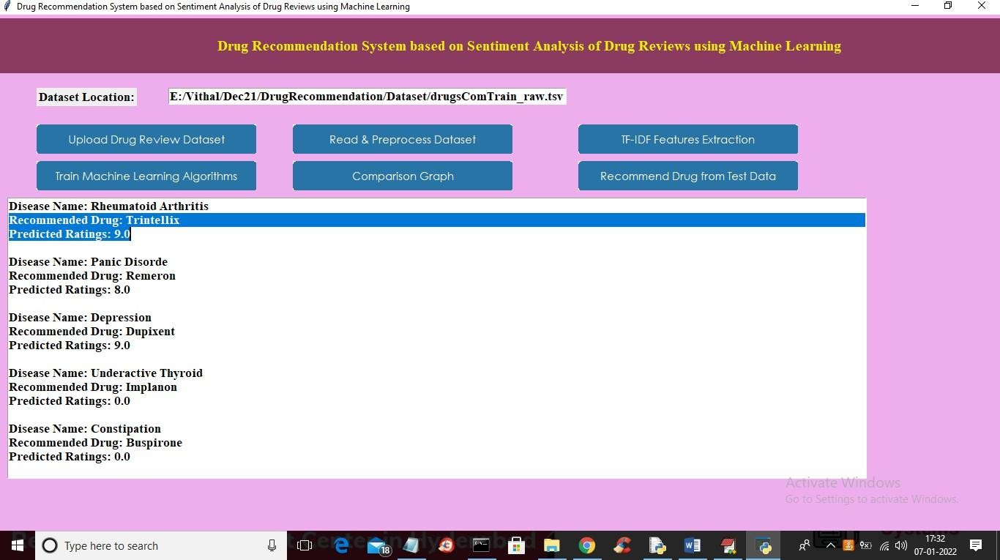 Drug Recommendation System based on Sentiment Analysis of Drug Reviews using Machine Learning
Drug Recommendation System based on Sentiment Analysis of Drug Reviews using Machine Learning
Dataset Location:
E:/Vithal/Dec21/DrugRecommendation/Dataset/drugsComTrain_raw.tsv
Upload Drug Review Dataset
Read & Preprocess Dataset
TF-IDF Features Extraction
Train Machine Learning Algorithms
Comparison Graph
Recommend Drug from Test Data
Disease Name: Rheumatoid Arthritis
Recommended Drug: Trintellix
Predicted Ratings: 9.0
Disease Name: Panic Disorde
Recommended Drug: Remeron
Predicted Ratings: 8.0
Disease Name: Depression
Recommended Drug: Dupixent
Predicted Ratings: 9.0
Disease Name: Underactive Thyroid
Recommended Drug: Implanon
Predicted Ratings: 0.0
Disease Name: Constipation
Recommended Drug: Buspirone
Predicted Ratings: 0.0
Activate Windows
Go to Settings to activate Windows.
Type here to search
18
17:32
07-01-2022